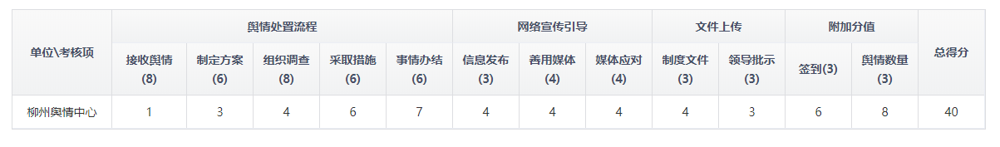 单位\考核项 舆情处置流程 网络宣传引导 文件上传 附加分值 总得分
接收舆情(8) 制定方案(6) 组织调查(8) 采取措施(6) 事情办结(6) 信息发布(3) 善用媒体(4) 媒体应对(4) 制度文件(3) 领导批示(3) 签到(3) 舆情数量(3)
柳州舆情中心 1 3 4 6 7 4 4 4 4 3 6 8 40